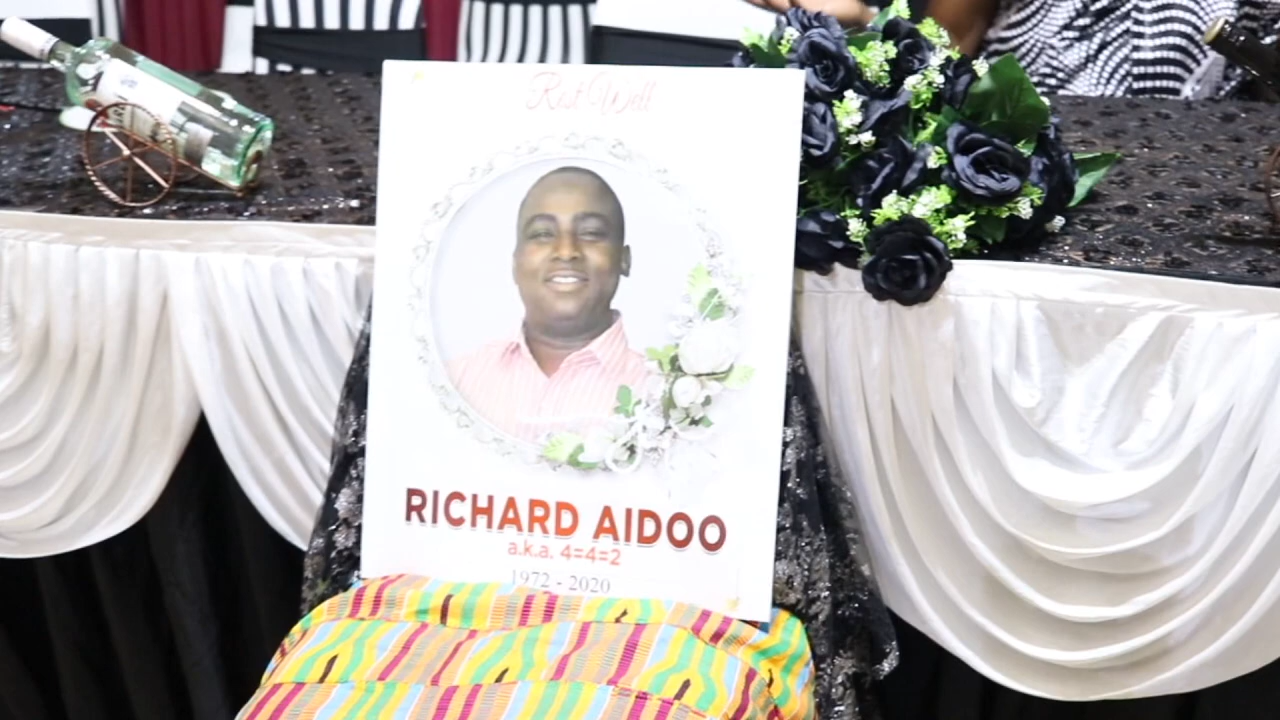 Rest Well
RICHARD AIDOO
a.k.a. 4=4=2
1972 - 2020